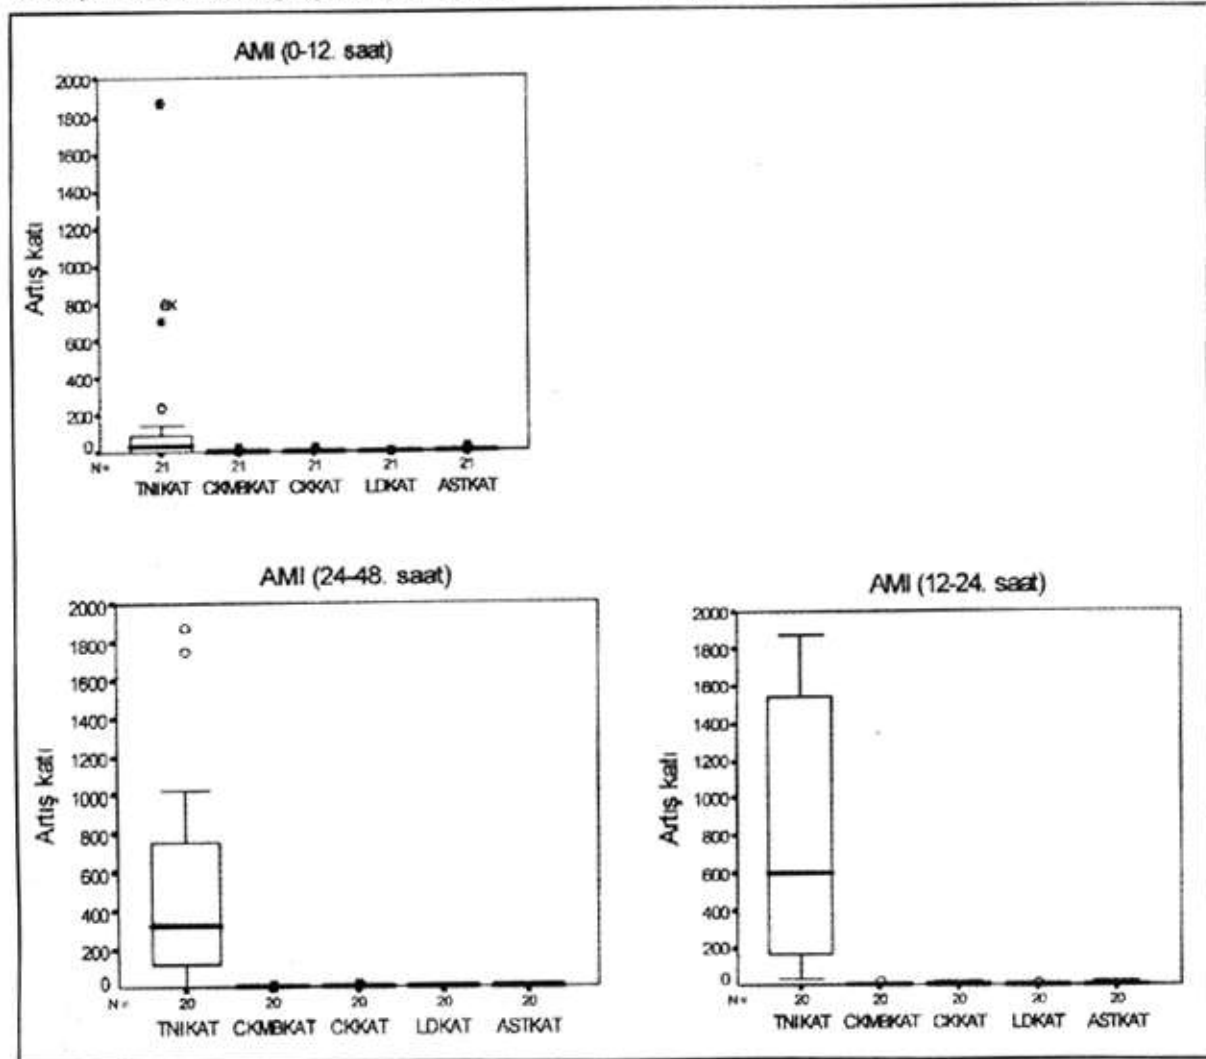 AMI (0-12. saat)
Artış katı
2000
1800
1600
1400
1200
1000
800
600
400
200
0
ex
N= 21 21 21 21 21
TNIKAT CKMBKAT CKKAT LDKAT ASTKAT
AMI (24-48. saat)
Artış katı
2000
1800
1600
1400
1200
1000
800
600
400
200
0
N= 20 20 20 20 20
TNIKAT CKMBKAT CKKAT LDKAT ASTKAT
AMI (12-24. saat)
Artış katı
2000
1800
1600
1400
1200
1000
800
600
400
200
0
N= 20 20 20 20 20
TNIKAT CKMBKAT CKKAT LDKAT ASTKAT